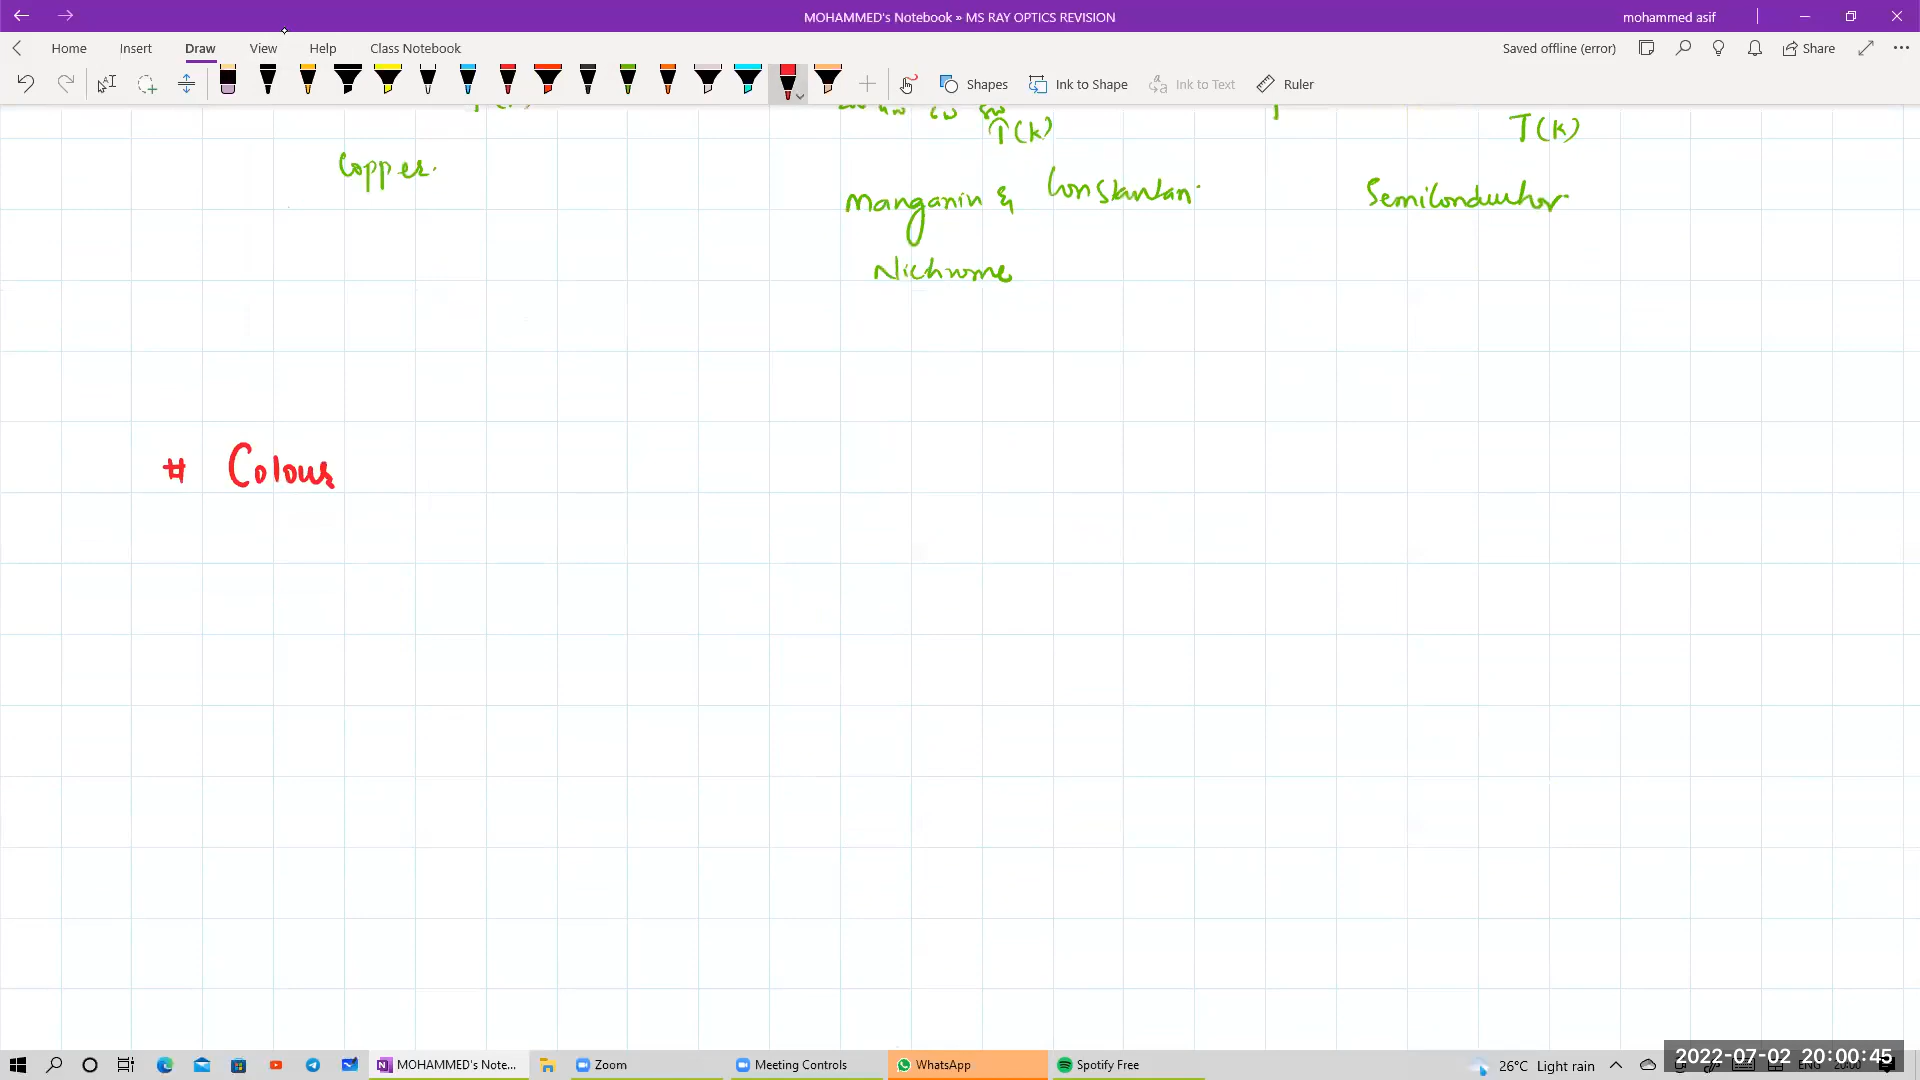 MOHAMMED's Notebook » MS RAY OPTICS REVISION
mohammed asif
Home Insert Draw View Help Class Notebook
Saved offline (error) Share
Shapes Ink to Shape Ink to Text Ruler
T(K) T(K)
Copper.
Manganin & Constantan.
Semiconductor
Nichrome
# Colour
MOHAMMED's Note... Zoom Meeting Controls WhatsApp Spotify Free
26°C Light rain
2022-07-02 20:00:45